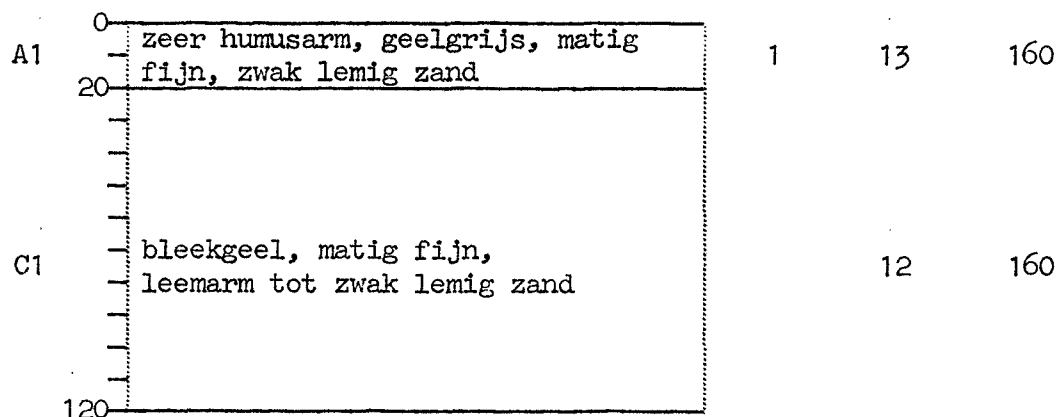 0
A1 zeer humusarm, geelgrijs, matig 1 13 160
fijn, zwak lemig zand
20
bleekgeel, matig fijn,
C1 leemarm tot zwak lemig zand 12 160
120